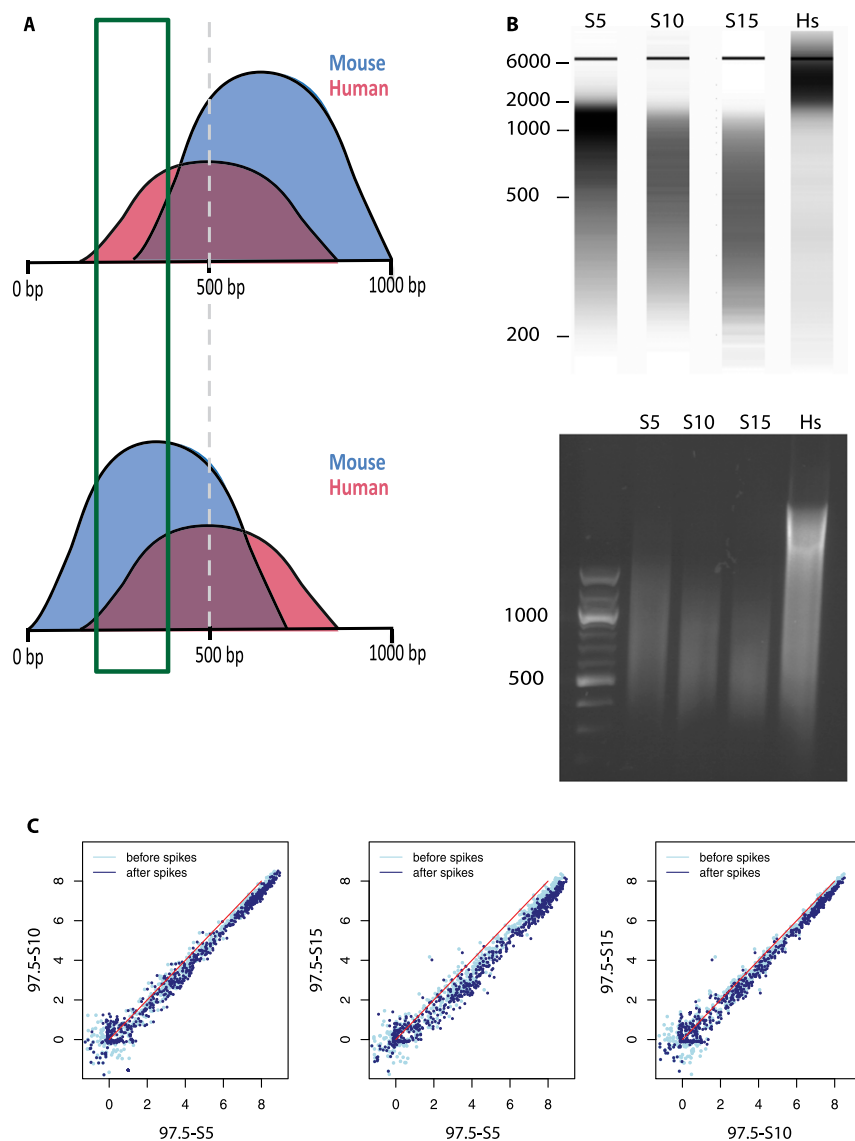 A
Mouse
Human
0 bp
500 bp
1000 bp
Mouse
Human
0 bp
500 bp
1000 bp
B
S5 S10 S15 Hs
6000
2000
1000
500
200
S5 S10 S15 Hs
1000
500
C
before spikes
after spikes
97.5-S10
8
6
4
2
0
0 2 4 6 8
97.5-S5
before spikes
after spikes
97.5-S15
8
6
4
2
0
0 2 4 6 8
97.5-S5
before spikes
after spikes
97.5-S15
8
6
4
2
0
0 2 4 6 8
97.5-S10